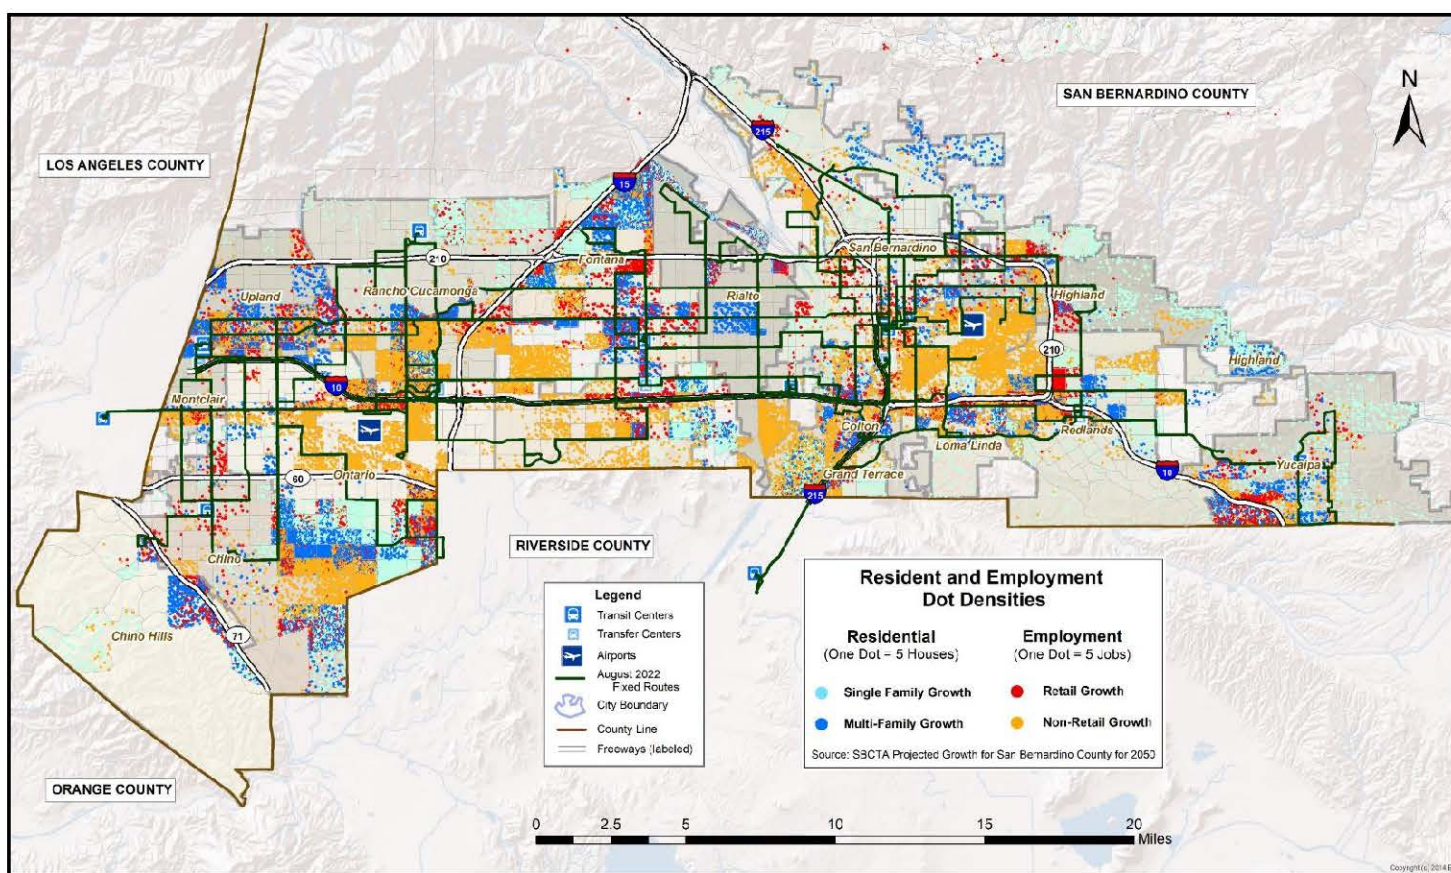 N
SAN BERNARDINO COUNTY
LOS ANGELES COUNTY
215
15
210
San Bernardino
Fontana
Upland
Rancho Cucamonga
Rialto
Highland
210
Highland
10
Montclair
Colton
Loma Linda
Redlands
Yucaipa
Grand Terrace
10
Ontario
60
215
RIVERSIDE COUNTY
Chino
Chino Hills
71
ORANGE COUNTY
Legend
Transit Centers
Transfer Centers
Airports
August 2022
Fixed Routes
City Boundary
County Line
Freeways (labeled)
Resident and Employment
Dot Densities
Residential Employment
(One Dot = 5 Houses) (One Dot = 5 Jobs)
Single Family Growth Retail Growth
Multi-Family Growth Non-Retail Growth
Source: SBCTA Projected Growth for San Bernardino County for 2050
0 2.5 5 10 15 20
Miles
Copyright:(c) 2014 E